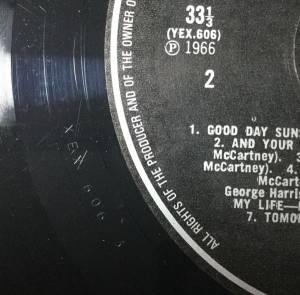 33⅓
(YEX.606)
Ⓟ 1966
2
1. GOOD DAY SUNS
2. AND YOUR
McCartney).
McCartney). 4.
McCart
George Harris
MY LIFE—
7. TOMO
ALL RIGHTS OF THE PRODUCER AND OF THE OWNER O
YEX 606